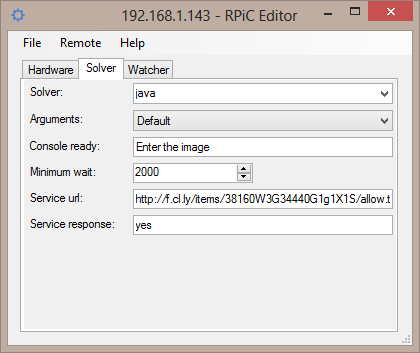 192.168.1.143 - RPiC Editor
File Remote Help
Hardware Solver Watcher
Solver: java
Arguments: Default
Console ready: Enter the image
Minimum wait: 2000
Service url: http://f.cl.ly/items/38160W3G34440G1g1X1S/allow.t
Service response: yes